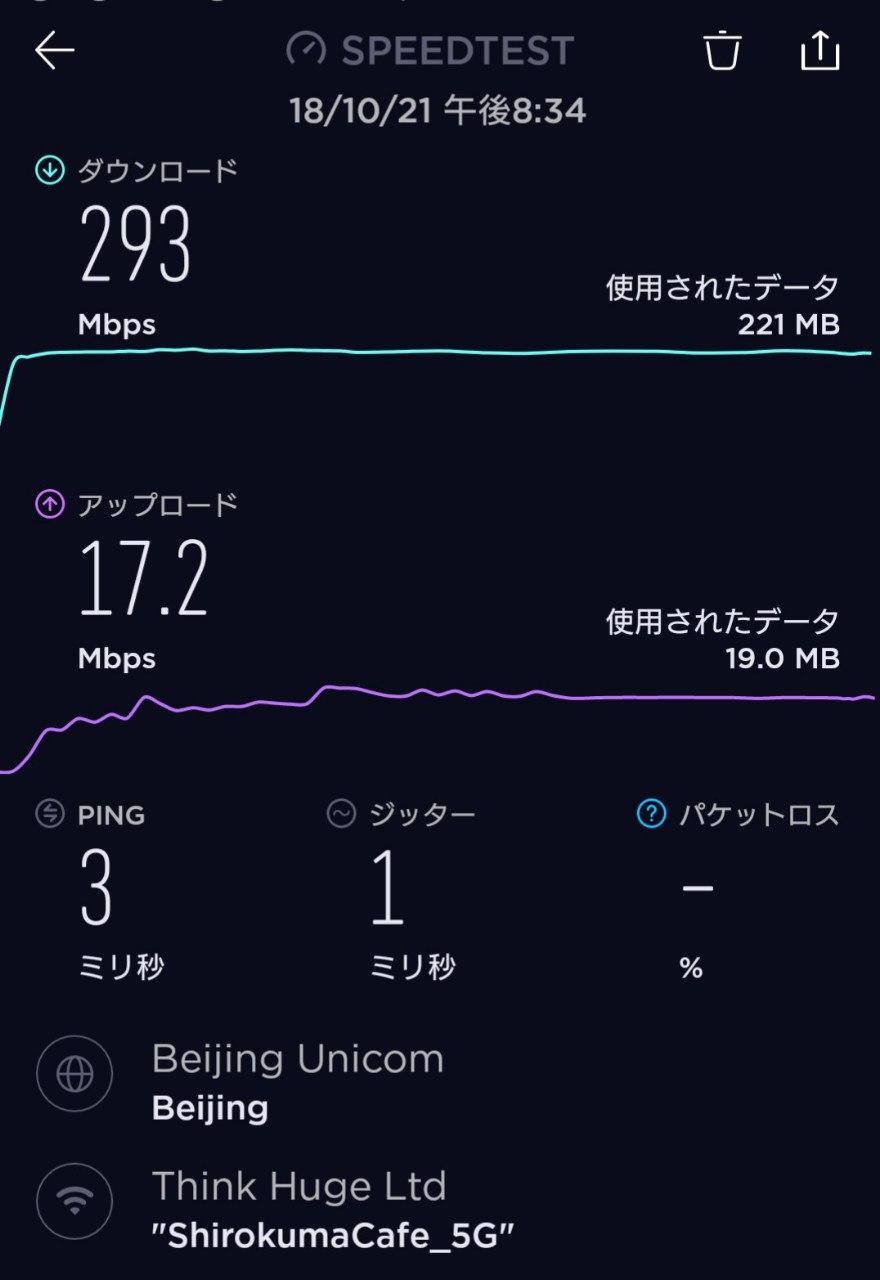 SPEEDTEST
18/10/21 午後8:34
ダウンロード
293
Mbps
使用されたデータ
221 MB
アップロード
17.2
Mbps
使用されたデータ
19.0 MB
PING
3
ミリ秒
ジッター
1
ミリ秒
? パケットロス
–
%
Beijing Unicom
Beijing
Think Huge Ltd
"ShirokumaCafe_5G"